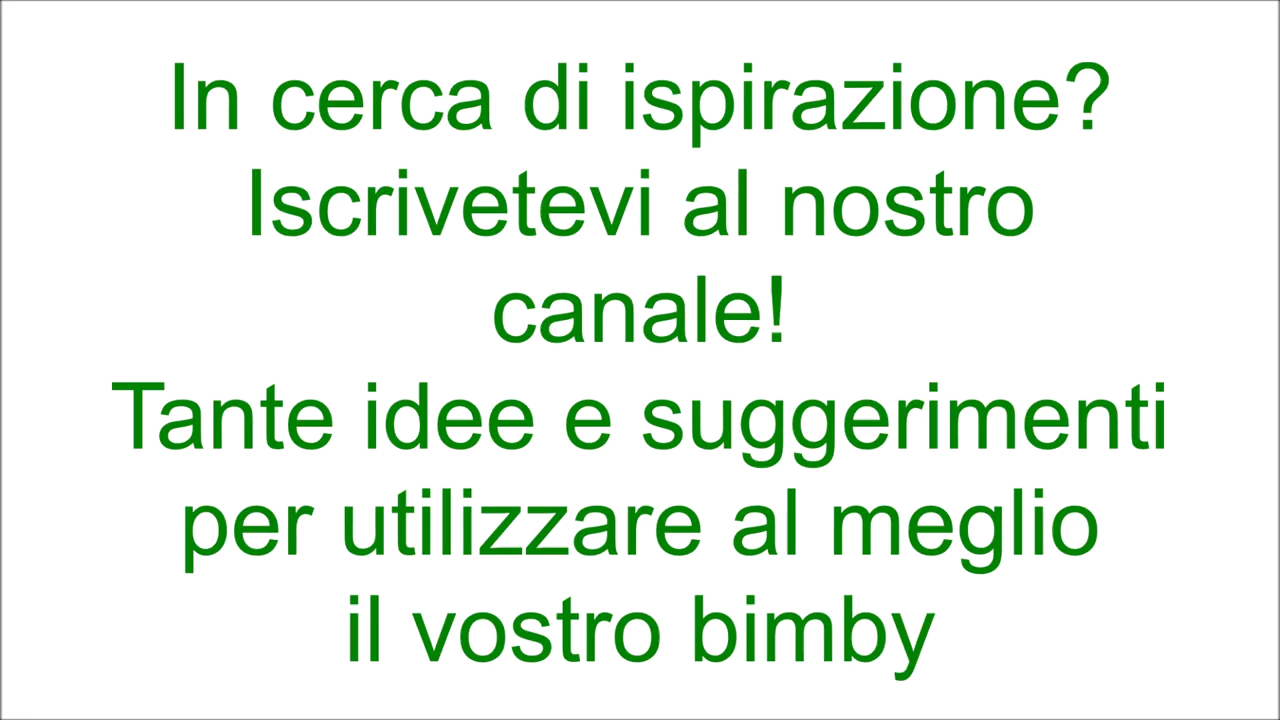 In cerca di ispirazione?
Iscrivetevi al nostro
canale!
Tante idee e suggerimenti
per utilizzare al meglio
il vostro bimby